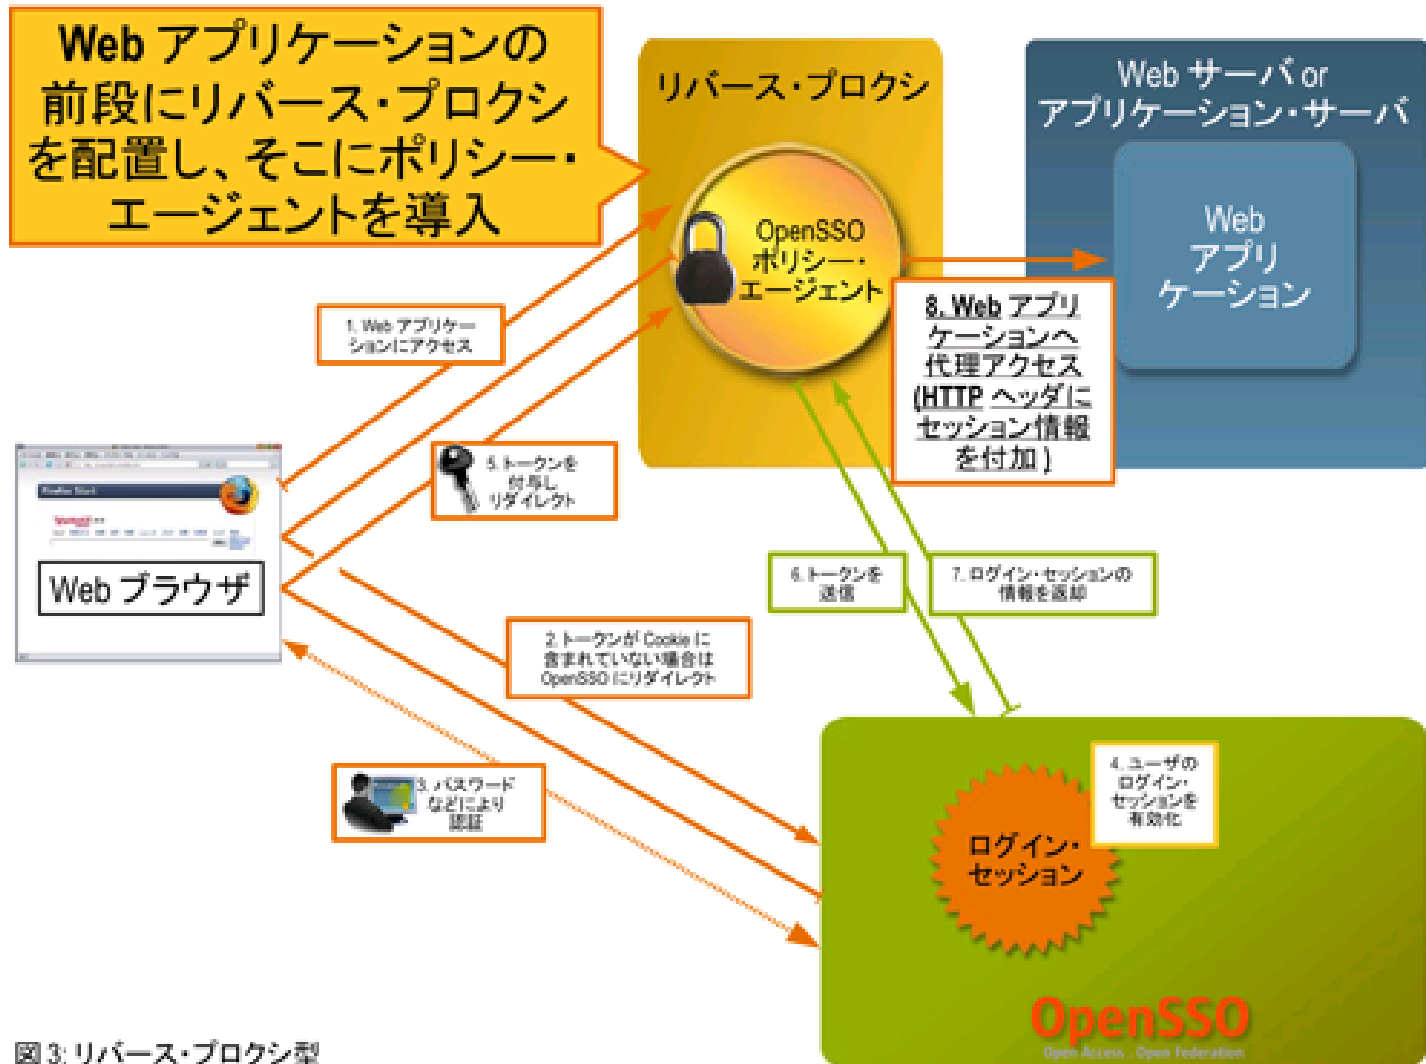 Web アプリケーションの
前段にリバース・プロクシ
を配置し、そこにポリシー・
エージェントを導入
リバース・プロクシ
OpenSSO
ポリシー・
エージェント
Web サーバ or
アプリケーション・サーバ
Web
アプリ
ケーション
1. Web アプリケー
ションにアクセス
8. Web アプリ
ケーションへ
代理アクセス
(HTTP ヘッダに
セッション情報
を付加)
5. トークンを
付与し
リダイレクト
Firefox Start
Web ブラウザ
6. トークンを
送信
7. ログイン・セッションの
情報を返却
2. トークンが Cookie に
含まれていない場合は
OpenSSO にリダイレクト
3. パスワード
などにより
認証
4. ユーザの
ログイン・
セッションを
有効化
ログイン・
セッション
OpenSSO
Open Access . Open Federation
図 3: リバース・プロクシ型